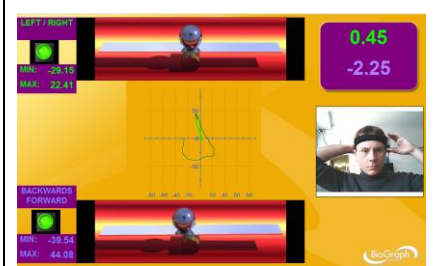 LEFT / RIGHT
MIN: -29.15
MAX: 22.41
0.45
-2.25
BACKWARDS
FORWARD
MIN: -39.54
MAX: 44.08
BioGraph